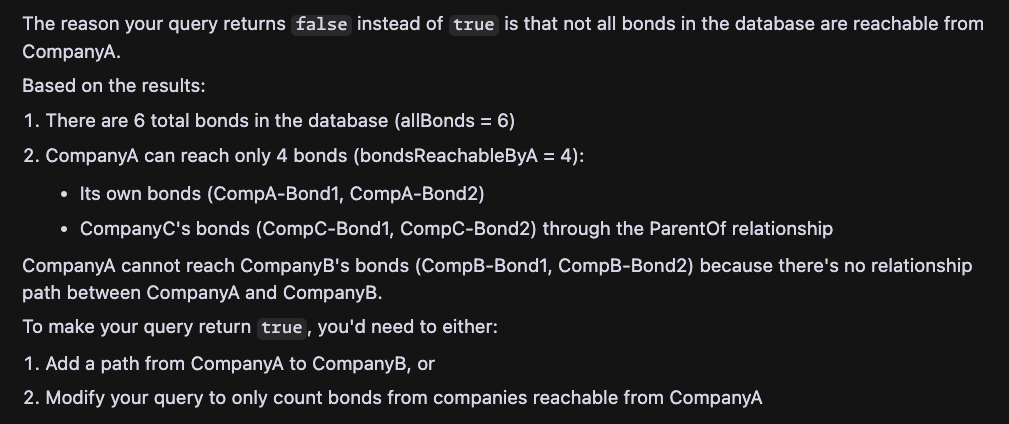 The reason your query returns false instead of true is that not all bonds in the database are reachable from
CompanyA.
Based on the results:
1. There are 6 total bonds in the database (allBonds = 6)
2. CompanyA can reach only 4 bonds (bondsReachableByA = 4):
• Its own bonds (CompA-Bond1, CompA-Bond2)
• CompanyC's bonds (CompC-Bond1, CompC-Bond2) through the ParentOf relationship
CompanyA cannot reach CompanyB's bonds (CompB-Bond1, CompB-Bond2) because there's no relationship
path between CompanyA and CompanyB.
To make your query return true, you'd need to either:
1. Add a path from CompanyA to CompanyB, or
2. Modify your query to only count bonds from companies reachable from CompanyA